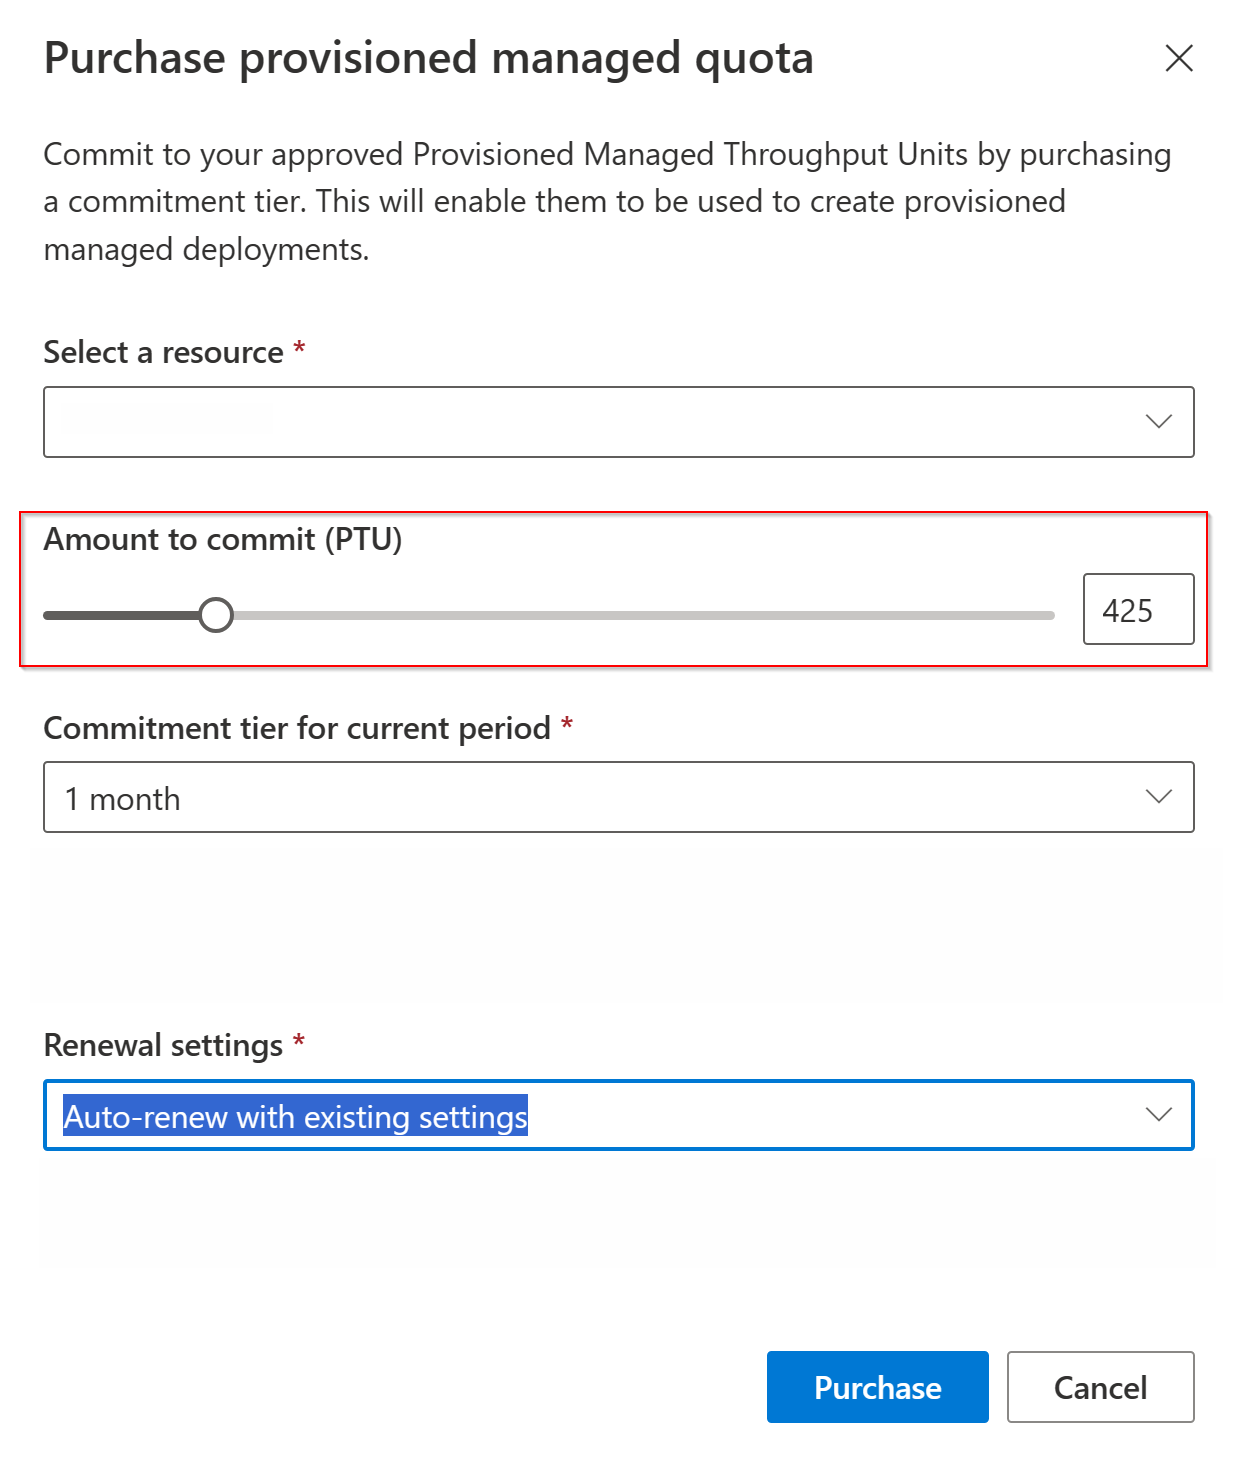 Purchase provisioned managed quota
Commit to your approved Provisioned Managed Throughput Units by purchasing
a commitment tier. This will enable them to be used to create provisioned
managed deployments.
Select a resource *
Amount to commit (PTU)
425
Commitment tier for current period *
1 month
Renewal settings *
Auto-renew with existing settings
Purchase
Cancel